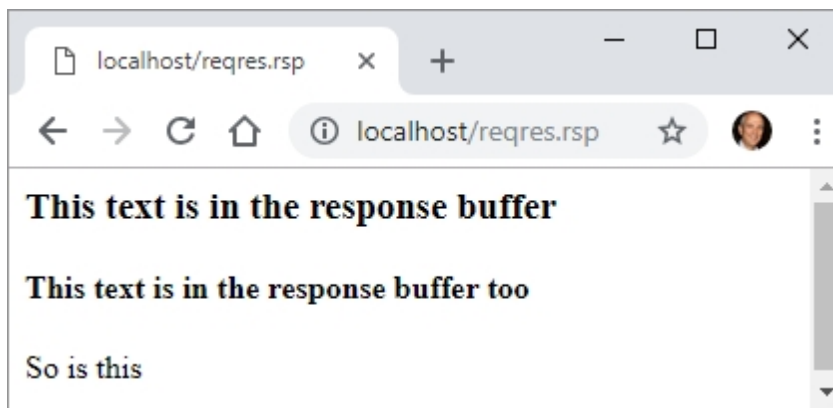 localhost/reqres.rsp
localhost/reqres.rsp
This text is in the response buffer
This text is in the response buffer too
So is this